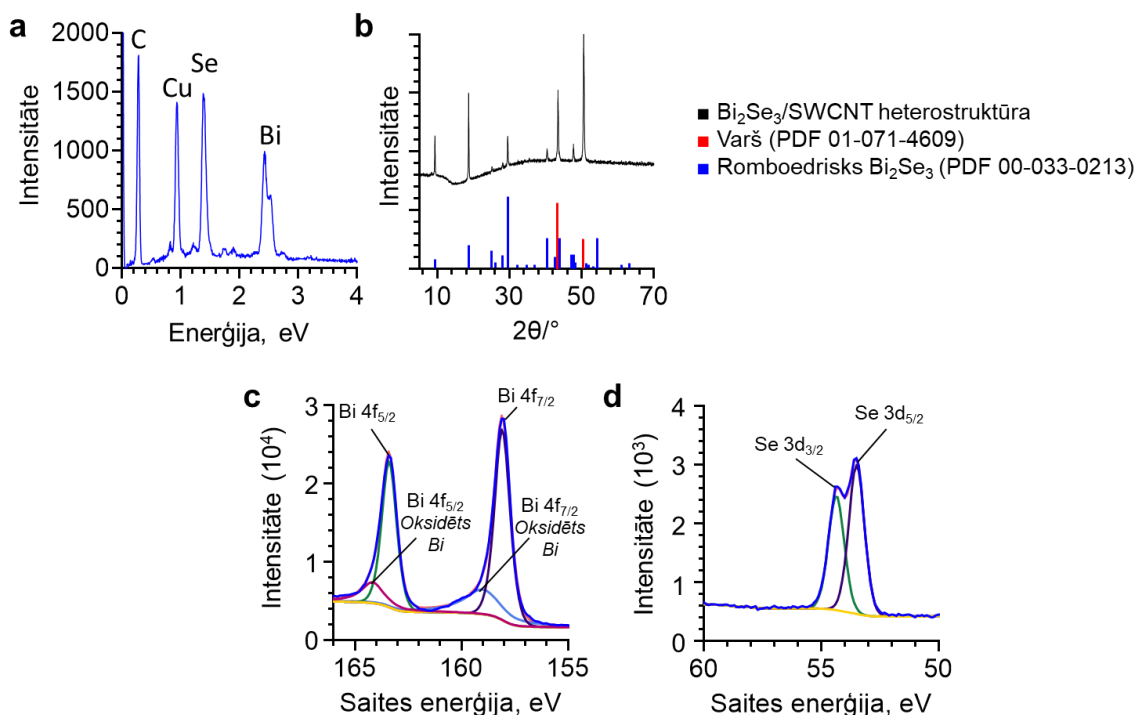 a
2000
1500
1000
500
0
Intensitāte
C
Cu
Se
Bi
0 1 2 3 4
Enerģija, eV
b
Intensitāte
10 30 50 70
2θ/°
Bi₂Se₃/SWCNT heterostruktūra
Varš (PDF 01-071-4609)
Romboedrisks Bi₂Se₃ (PDF 00-033-0213)
c
3
2
1
0
Intensitāte (10⁴)
Bi 4f₅/₂
Bi 4f₇/₂
Bi 4f₅/₂
Oksidēts
Bi
Bi 4f₇/₂
Oksidēts
Bi
165 160 155
Saites enerģija, eV
d
4
3
2
1
0
Intensitāte (10³)
Se 3d₅/₂
Se 3d₃/₂
60 55 50
Saites enerģija, eV